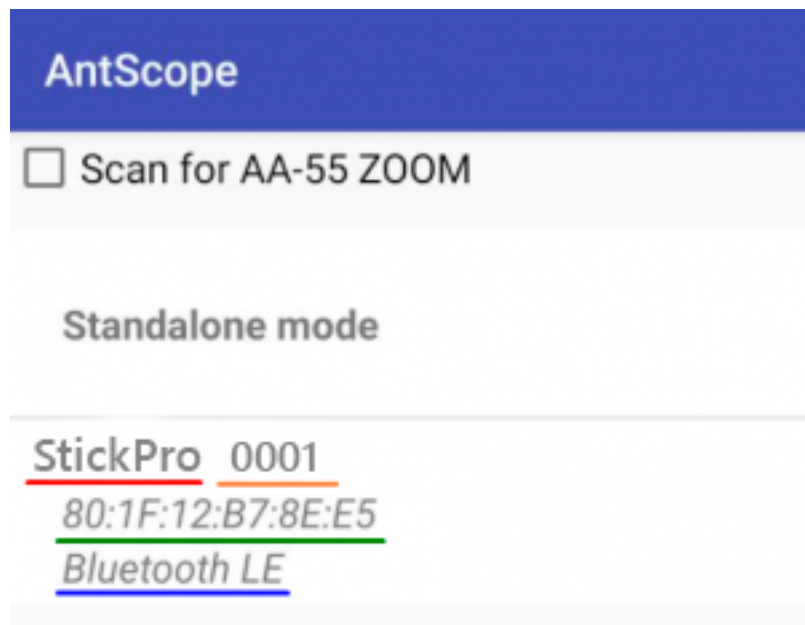 AntScope
Scan for AA-55 ZOOM
Standalone mode
StickPro 0001
80:1F:12:B7:8E:E5
Bluetooth LE